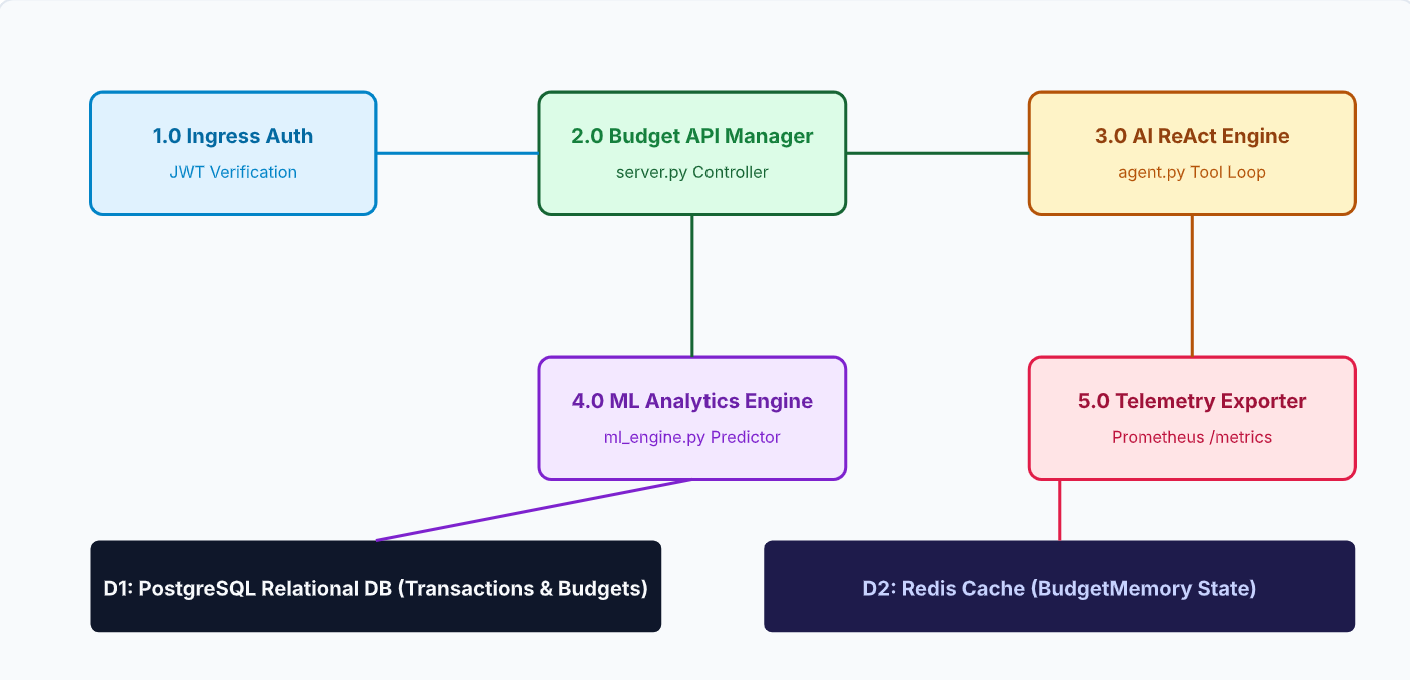 1.0 Ingress Auth
JWT Verification
2.0 Budget API Manager
server.py Controller
3.0 AI ReAct Engine
agent.py Tool Loop
4.0 ML Analytics Engine
ml_engine.py Predictor
5.0 Telemetry Exporter
Prometheus /metrics
D1: PostgreSQL Relational DB (Transactions & Budgets)
D2: Redis Cache (BudgetMemory State)